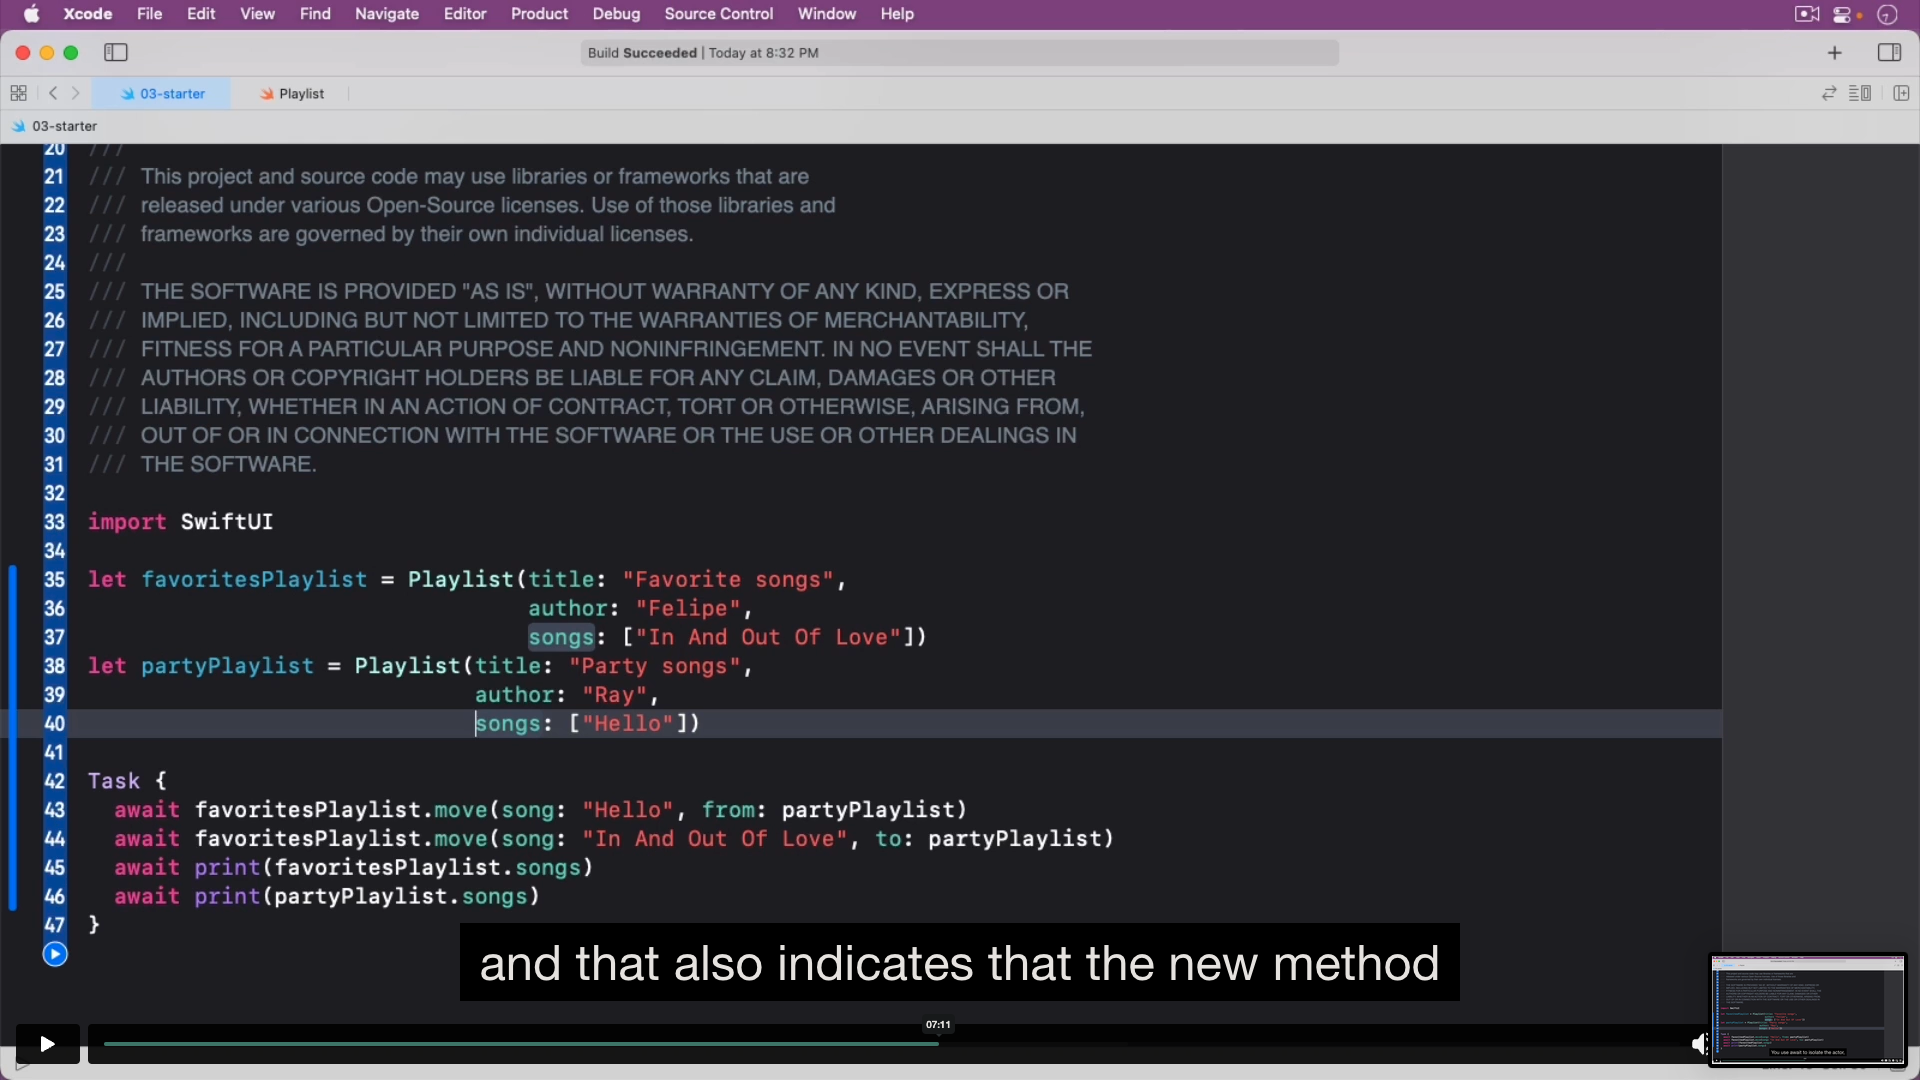 Xcode File Edit View Find Navigate Editor Product Debug Source Control Window Help
Build Succeeded | Today at 8:32 PM
03-starter Playlist
03-starter
20 ///
21 /// This project and source code may use libraries or frameworks that are
22 /// released under various Open-Source licenses. Use of those libraries and
23 /// frameworks are governed by their own individual licenses.
24 ///
25 /// THE SOFTWARE IS PROVIDED "AS IS", WITHOUT WARRANTY OF ANY KIND, EXPRESS OR
26 /// IMPLIED, INCLUDING BUT NOT LIMITED TO THE WARRANTIES OF MERCHANTABILITY,
27 /// FITNESS FOR A PARTICULAR PURPOSE AND NONINFRINGEMENT. IN NO EVENT SHALL THE
28 /// AUTHORS OR COPYRIGHT HOLDERS BE LIABLE FOR ANY CLAIM, DAMAGES OR OTHER
29 /// LIABILITY, WHETHER IN AN ACTION OF CONTRACT, TORT OR OTHERWISE, ARISING FROM,
30 /// OUT OF OR IN CONNECTION WITH THE SOFTWARE OR THE USE OR OTHER DEALINGS IN
31 /// THE SOFTWARE.
32
33 import SwiftUI
34
35 let favoritesPlaylist = Playlist(title: "Favorite songs",
36 author: "Felipe",
37 songs: ["In And Out Of Love"])
38 let partyPlaylist = Playlist(title: "Party songs",
39 author: "Ray",
40 songs: ["Hello"])
41
42 Task {
43 await favoritesPlaylist.move(song: "Hello", from: partyPlaylist)
44 await favoritesPlaylist.move(song: "In And Out Of Love", to: partyPlaylist)
45 await print(favoritesPlaylist.songs)
46 await print(partyPlaylist.songs)
47 }
and that also indicates that the new method
07:11
You use await to isolate the actor.